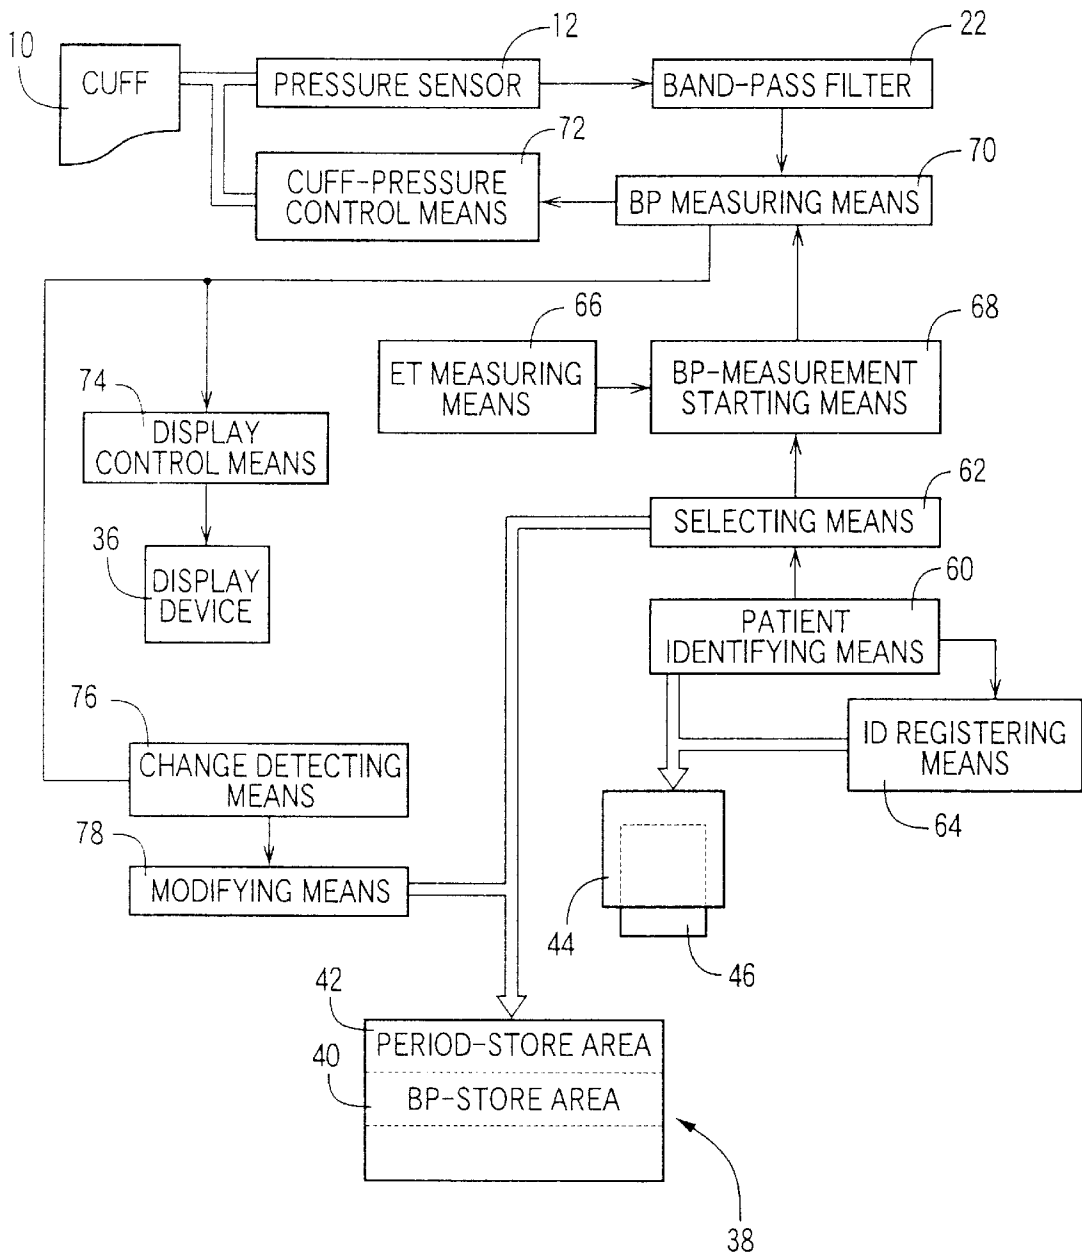 10
CUFF
12
PRESSURE SENSOR
22
BAND-PASS FILTER
72
CUFF-PRESSURE
CONTROL MEANS
70
BP MEASURING MEANS
66
ET MEASURING
MEANS
68
BP-MEASUREMENT
STARTING MEANS
74
DISPLAY
CONTROL MEANS
62
SELECTING MEANS
36
DISPLAY
DEVICE
60
PATIENT
IDENTIFYING MEANS
76
CHANGE DETECTING
MEANS
ID REGISTERING
MEANS
64
78
MODIFYING MEANS
44
46
42
PERIOD-STORE AREA
40
BP-STORE AREA
38